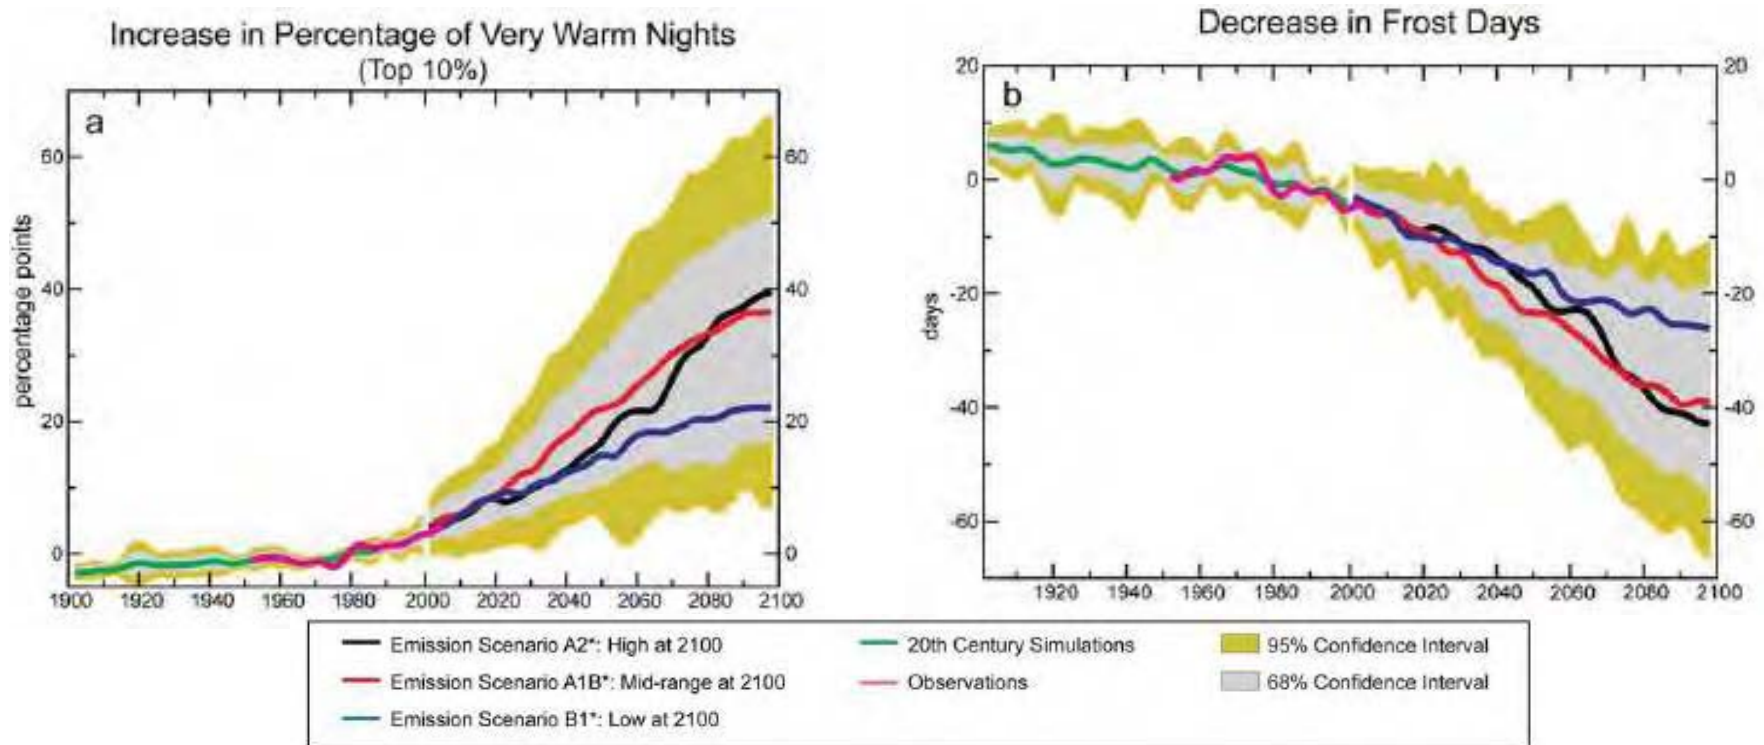 Increase in Percentage of Very Warm Nights
(Top 10%)
a
60
40
20
0
percentage points
60
40
20
0
1900 1920 1940 1960 1980 2000 2020 2040 2060 2080 2100
Decrease in Frost Days
b
20
0
-20
-40
-60
days
20
0
-20
-40
-60
1920 1940 1960 1980 2000 2020 2040 2060 2080 2100
Emission Scenario A2*: High at 2100
Emission Scenario A1B*: Mid-range at 2100
Emission Scenario B1*: Low at 2100
20th Century Simulations
Observations
95% Confidence Interval
68% Confidence Interval